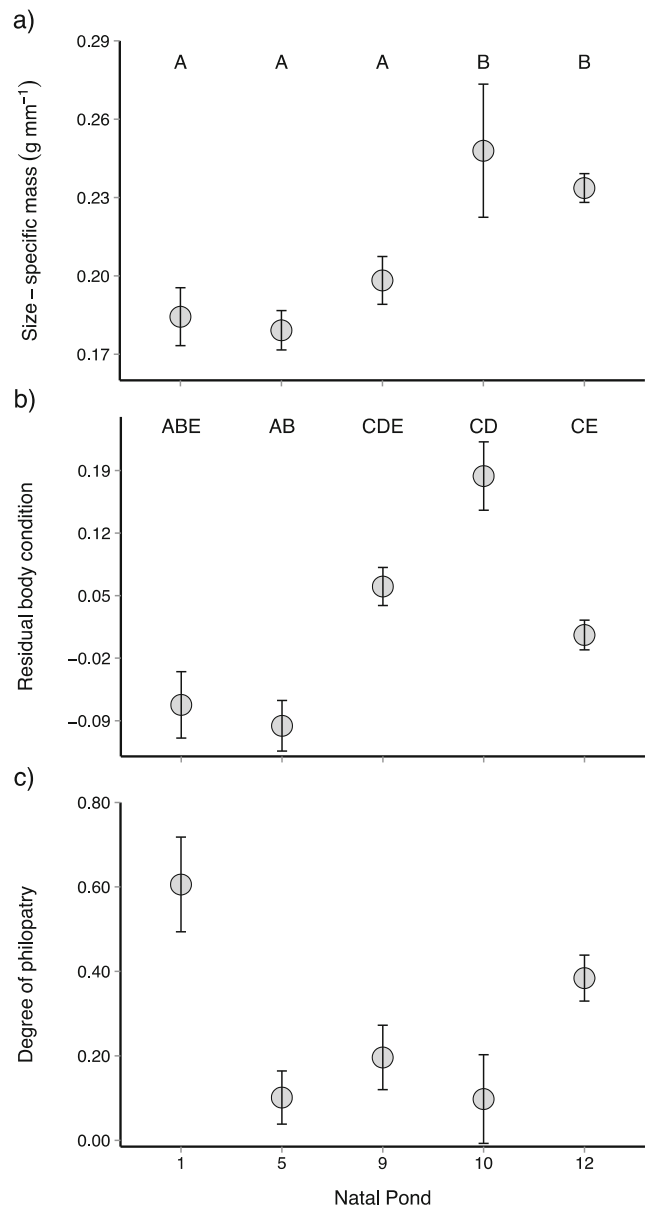 a)
0.29
A A A B B
0.26
0.23
0.20
0.17
Size – specific mass (g mm⁻¹)
b)
ABE AB CDE CD CE
0.19
0.12
0.05
−0.02
−0.09
Residual body condition
c)
0.80
0.60
0.40
0.20
0.00
Degree of philopatry
1 5 9 10 12
Natal Pond